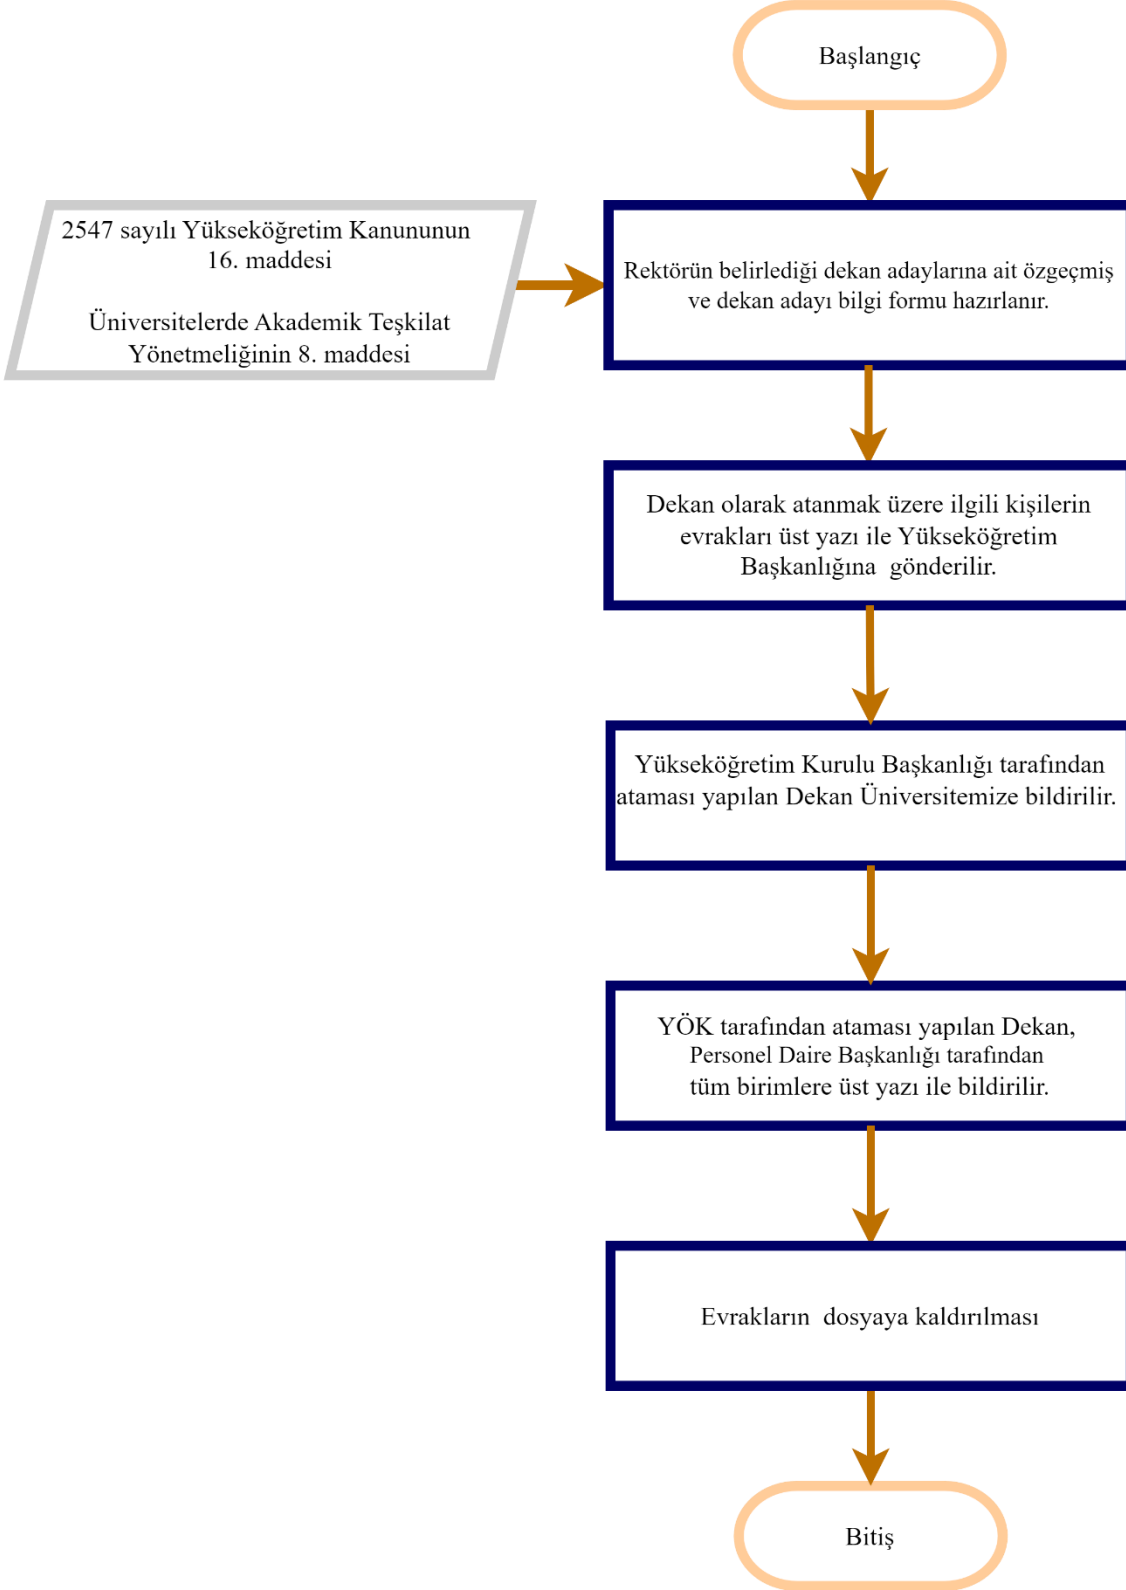 Başlangıç
2547 sayılı Yükseköğretim Kanununun
16. maddesi
Üniversitelerde Akademik Teşkilat
Yönetmeliğinin 8. maddesi
Rektörün belirlediği dekan adaylarına ait özgeçmiş
ve dekan adayı bilgi formu hazırlanır.
Dekan olarak atanmak üzere ilgili kişilerin
evrakları üst yazı ile Yükseköğretim
Başkanlığına gönderilir.
Yükseköğretim Kurulu Başkanlığı tarafından
ataması yapılan Dekan Üniversitemize bildirilir.
YÖK tarafından ataması yapılan Dekan,
Personel Daire Başkanlığı tarafından
tüm birimlere üst yazı ile bildirilir.
Evrakların dosyaya kaldırılması
Bitiş